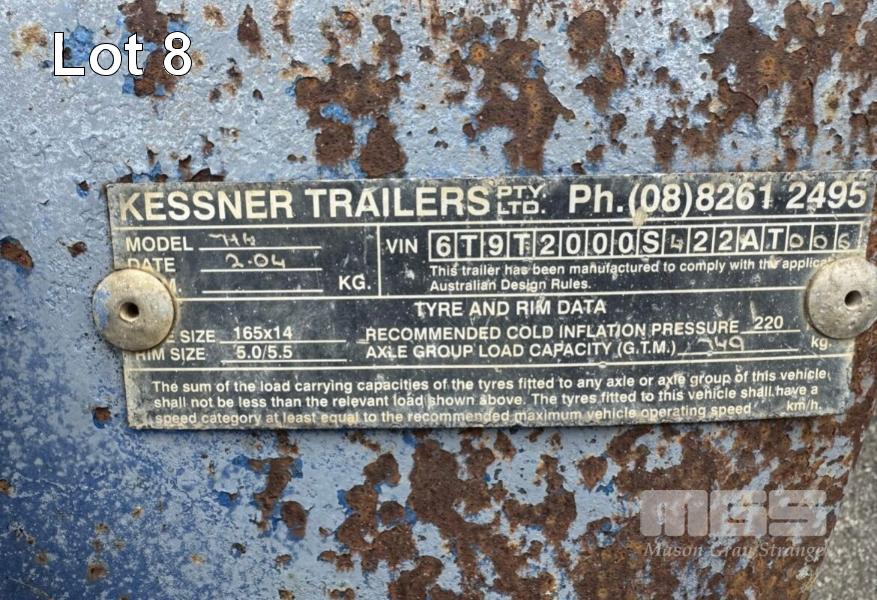 Lot 8
KESSNER TRAILERS PTY. LTD. Ph.(08)8261 2495
MODEL
VIN 6T9T2000S422AT006
DATE 2.04
This trailer has been manufactured to comply with the applica
M. KG.
Australian Design Rules.
TYRE AND RIM DATA
E SIZE 165x14
RECOMMENDED COLD INFLATION PRESSURE 220
RIM SIZE 5.0/5.5
AXLE GROUP LOAD CAPACITY (G.T.M.) 749 kg.
The sum of the load carrying capacities of the tyres fitted to any axle or axle group of this vehicle
shall not be less than the relevant load shown above. The tyres fitted to this vehicle shall have a
speed category at least equal to the recommended maximum vehicle operating speed km/h.
MGS
Mason Gray Strange